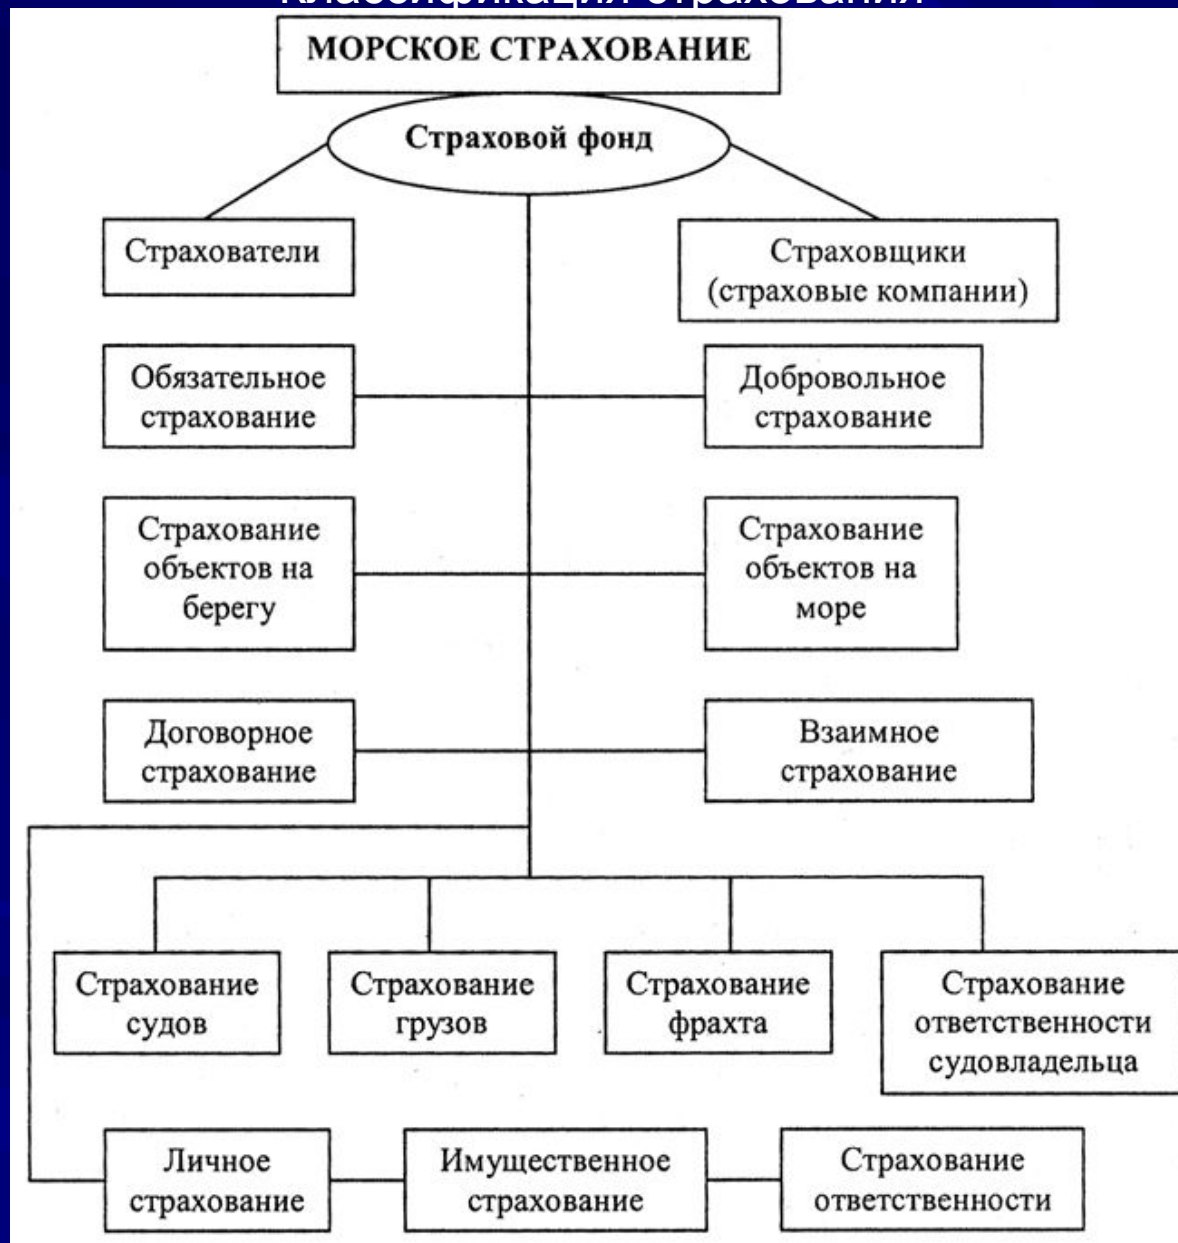 Классификация страхования
МОРСКОЕ СТРАХОВАНИЕ
Страховой фонд
Страхователи
Страховщики
(страховые компании)
Обязательное
страхование
Добровольное
страхование
Страхование
объектов на
берегу
Страхование
объектов на
море
Договорное
страхование
Взаимное
страхование
Страхование
судов
Страхование
грузов
Страхование
фрахта
Страхование
ответственности
судовладельца
Личное
страхование
Имущественное
страхование
Страхование
ответственности